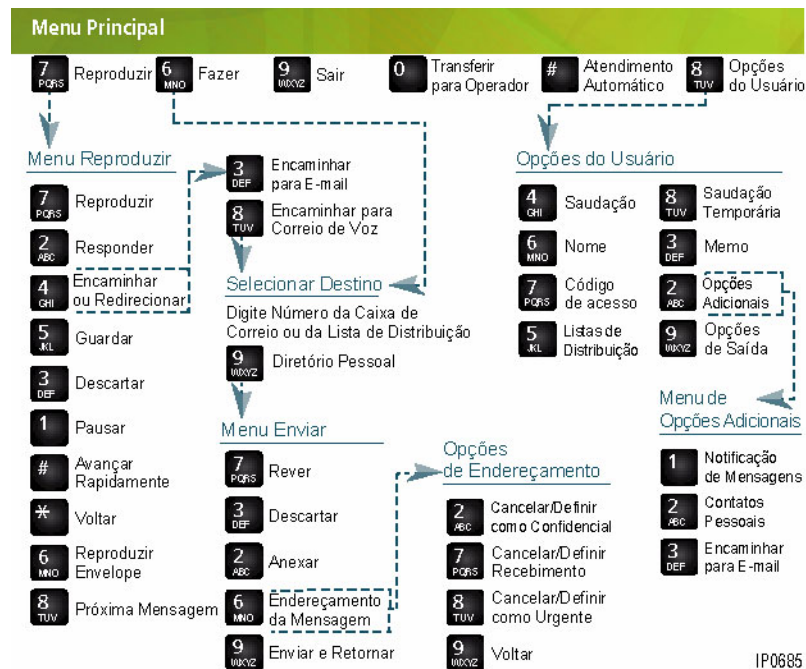 Menu Principal
7 PQRS Reproduzir
6 MNO Fazer
9 WXYZ Sair
0 Transferir
para Operador
# Atendimento
Automático
8 TUV Opções
do Usuário
Menu Reproduzir
7 PQRS Reproduzir
2 ABC Responder
4 GHI Encaminhar
ou Redirecionar
5 JKL Guardar
3 DEF Descartar
1 Pausar
# Avançar
Rapidamente
* Voltar
6 MNO Reproduzir
Envelope
8 TUV Próxima Mensagem
3 DEF Encaminhar
para E-mail
8 TUV Encaminhar para
Correio de Voz
Selecionar Destino
Digite Número da Caixa de
Correio ou da Lista de Distribuição
9 WXYZ Diretório Pessoal
Menu Enviar
7 PQRS Rever
3 DEF Descartar
2 ABC Anexar
6 MNO Endereçamento
da Mensagem
9 WXYZ Enviar e Retornar
Opções
de Endereçamento
2 ABC Cancelar/Definir
como Confidencial
7 PQRS Cancelar/Definir
Recebimento
8 TUV Cancelar/Definir
como Urgente
9 WXYZ Voltar
Opções do Usuário
4 GHI Saudação
6 MNO Nome
7 PQRS Código
de acesso
5 JKL Listas de
Distribuição
8 TUV Saudação
Temporária
3 DEF Memo
2 ABC Opções
Adicionais
9 WXYZ Opções
de Saída
Menu de
Opções Adicionais
1 Notificação
de Mensagens
2 ABC Contatos
Pessoais
3 DEF Encaminhar
para E-mail
IP0685